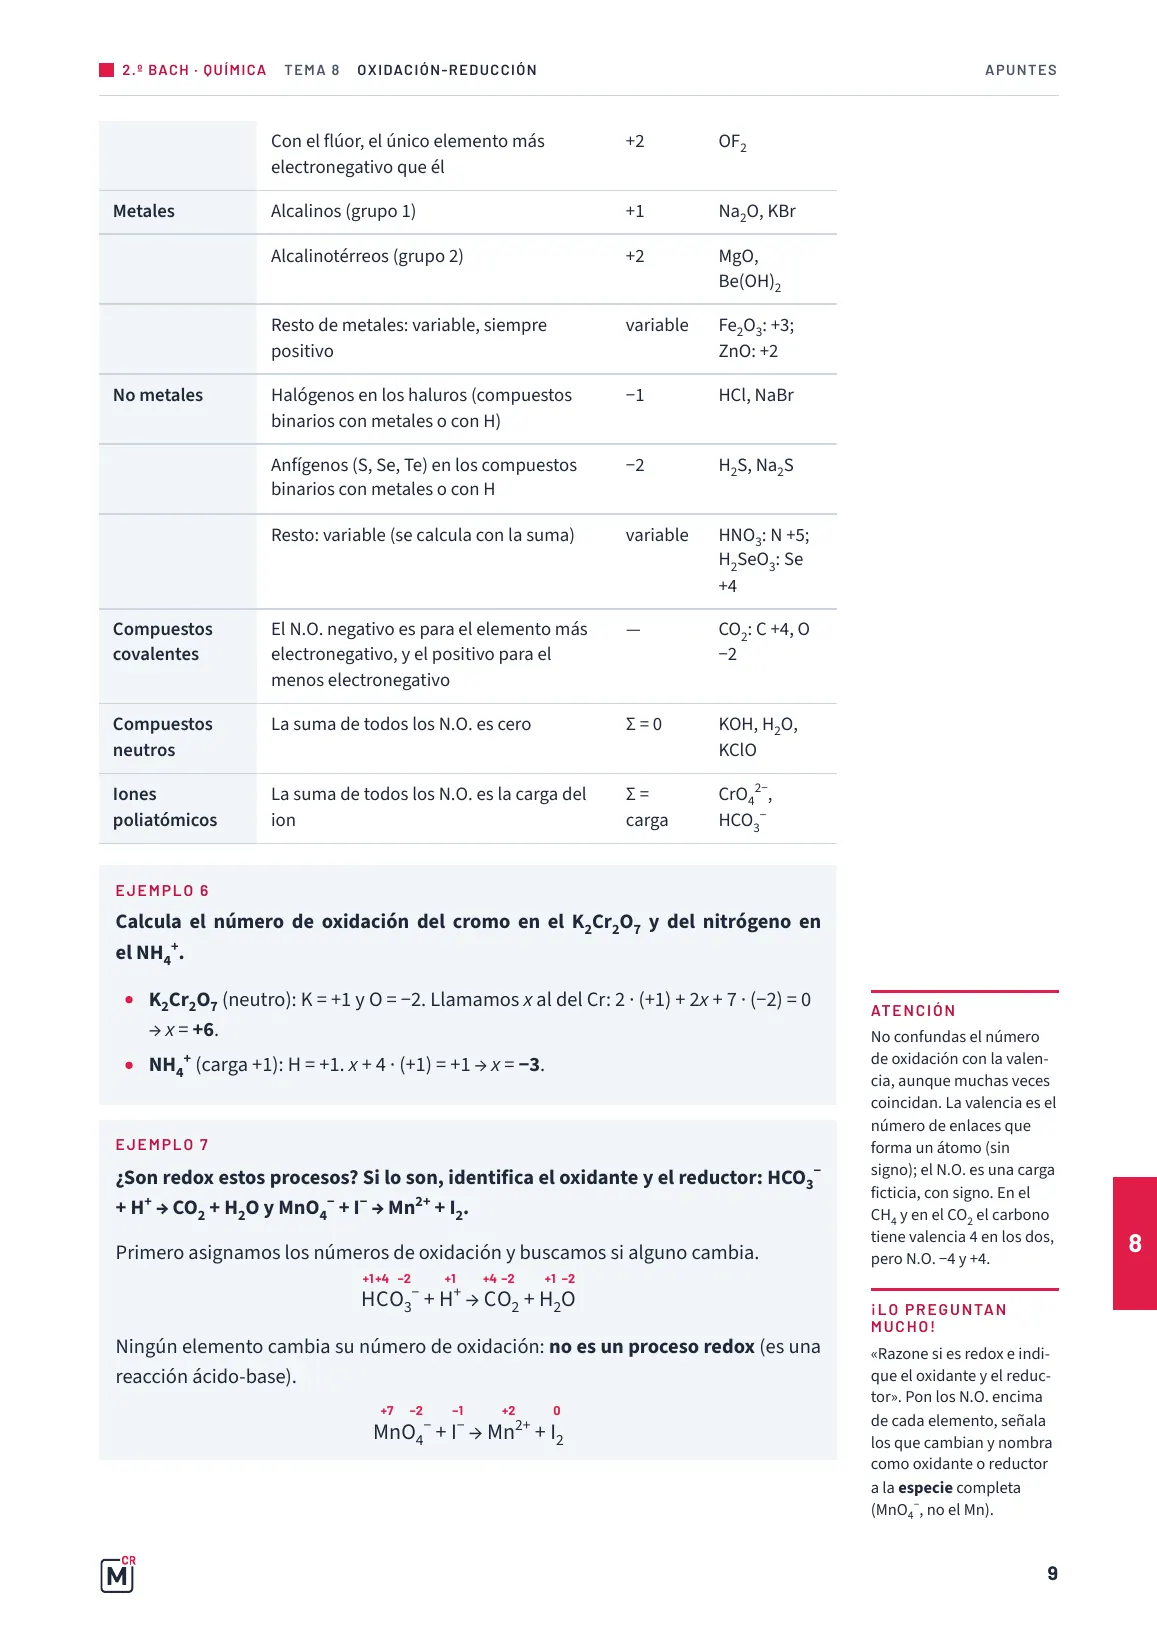 2.º BACH · QUÍMICA TEMA 8 OXIDACIÓN-REDUCCIÓN APUNTES
Con el flúor, el único elemento más +2 OF₂
electronegativo que él
Metales Alcalinos (grupo 1) +1 Na₂O, KBr
Alcalinotérreos (grupo 2) +2 MgO,
Be(OH)₂
Resto de metales: variable, siempre variable Fe₂O₃: +3;
positivo ZnO: +2
No metales Halógenos en los haluros (compuestos −1 HCl, NaBr
binarios con metales o con H)
Anfígenos (S, Se, Te) en los compuestos −2 H₂S, Na₂S
binarios con metales o con H
Resto: variable (se calcula con la suma) variable HNO₃: N +5;
H₂SeO₃: Se
+4
Compuestos El N.O. negativo es para el elemento más — CO₂: C +4, O
covalentes electronegativo, y el positivo para el −2
menos electronegativo
Compuestos La suma de todos los N.O. es cero Σ = 0 KOH, H₂O,
neutros KClO
Iones La suma de todos los N.O. es la carga del Σ = CrO₄²⁻,
poliatómicos ion carga HCO₃⁻
EJEMPLO 6
Calcula el número de oxidación del cromo en el K₂Cr₂O₇ y del nitrógeno en
el NH₄⁺.
• K₂Cr₂O₇ (neutro): K = +1 y O = −2. Llamamos x al del Cr: 2 · (+1) + 2x + 7 · (−2) = 0
→ x = +6.
• NH₄⁺ (carga +1): H = +1. x + 4 · (+1) = +1 → x = −3.
EJEMPLO 7
¿Son redox estos procesos? Si lo son, identifica el oxidante y el reductor: HCO₃⁻
+ H⁺ → CO₂ + H₂O y MnO₄⁻ + I⁻ → Mn²⁺ + I₂.
Primero asignamos los números de oxidación y buscamos si alguno cambia.
+1 +4 −2 +1 +4 −2 +1 −2
HCO₃⁻ + H⁺ → CO₂ + H₂O
Ningún elemento cambia su número de oxidación: no es un proceso redox (es una
reacción ácido-base).
+7 −2 −1 +2 0
MnO₄⁻ + I⁻ → Mn²⁺ + I₂
ATENCIÓN
No confundas el número
de oxidación con la valen-
cia, aunque muchas veces
coincidan. La valencia es el
número de enlaces que
forma un átomo (sin
signo); el N.O. es una carga
ficticia, con signo. En el
CH₄ y en el CO₂ el carbono
tiene valencia 4 en los dos,
pero N.O. −4 y +4.
¡LO PREGUNTAN
MUCHO!
«Razone si es redox e indi-
que el oxidante y el reduc-
tor». Pon los N.O. encima
de cada elemento, señala
los que cambian y nombra
como oxidante o reductor
a la especie completa
(MnO₄⁻, no el Mn).
8
M CR
9